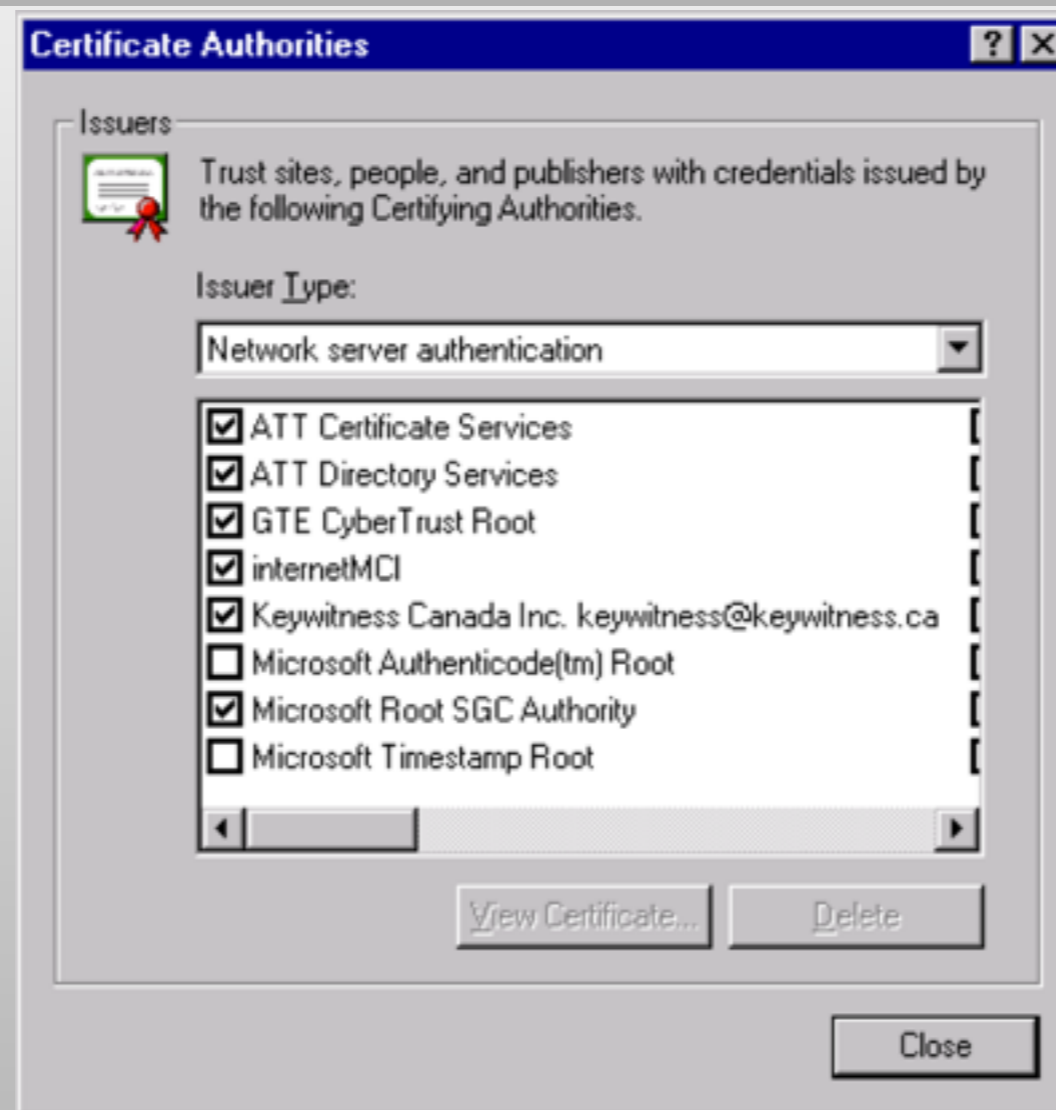 Certificate Authorities
Issuers
Trust sites, people, and publishers with credentials issued by
the following Certifying Authorities.
Issuer Type:
Network server authentication
ATT Certificate Services
ATT Directory Services
GTE CyberTrust Root
internetMCI
Keywitness Canada Inc. keywitness@keywitness.ca
Microsoft Authenticode(tm) Root
Microsoft Root SGC Authority
Microsoft Timestamp Root
View Certificate...
Delete
Close